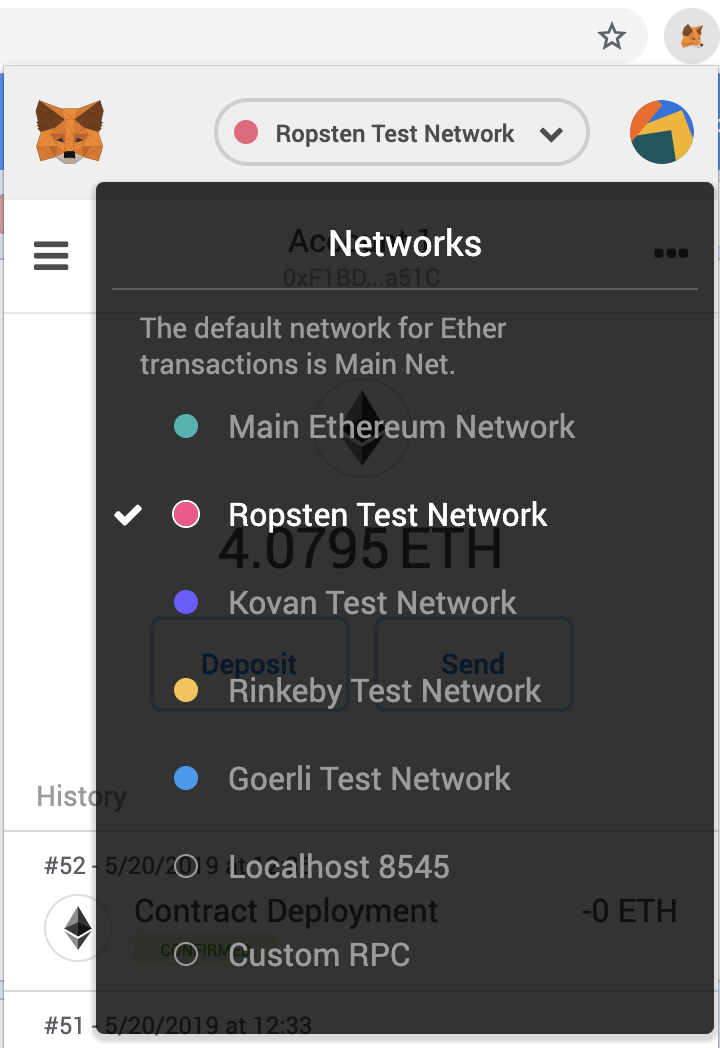 Ropsten Test Network
Account 1
Networks
0xF1BD...a51C
The default network for Ether
transactions is Main Net.
Main Ethereum Network
Ropsten Test Network
4.0795 ETH
Kovan Test Network
Deposit
Send
Rinkeby Test Network
Goerli Test Network
History
Localhost 8545
#52 - 5/20/2019 at
Contract Deployment
-0 ETH
CONFIRMED
Custom RPC
#51 - 5/20/2019 at 12:33